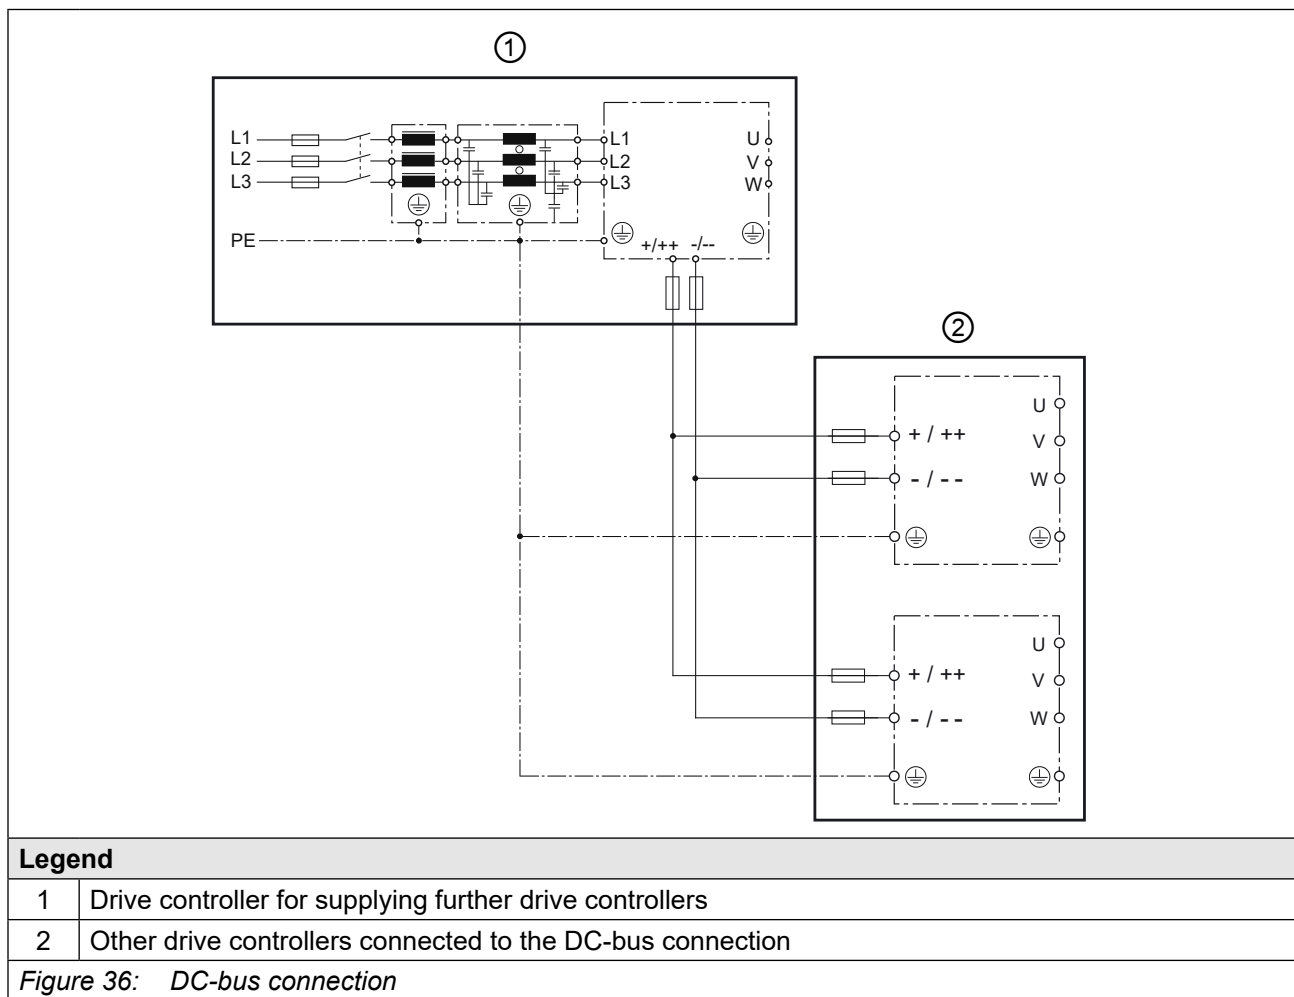 1
L1
L2
L3
PE
L1
L2
L3
U
V
W
+/++ -/--
2
U
+ / ++
V
- / - -
W
U
+ / ++
V
- / - -
W
Legend
1 Drive controller for supplying further drive controllers
2 Other drive controllers connected to the DC-bus connection
Figure 36: DC-bus connection